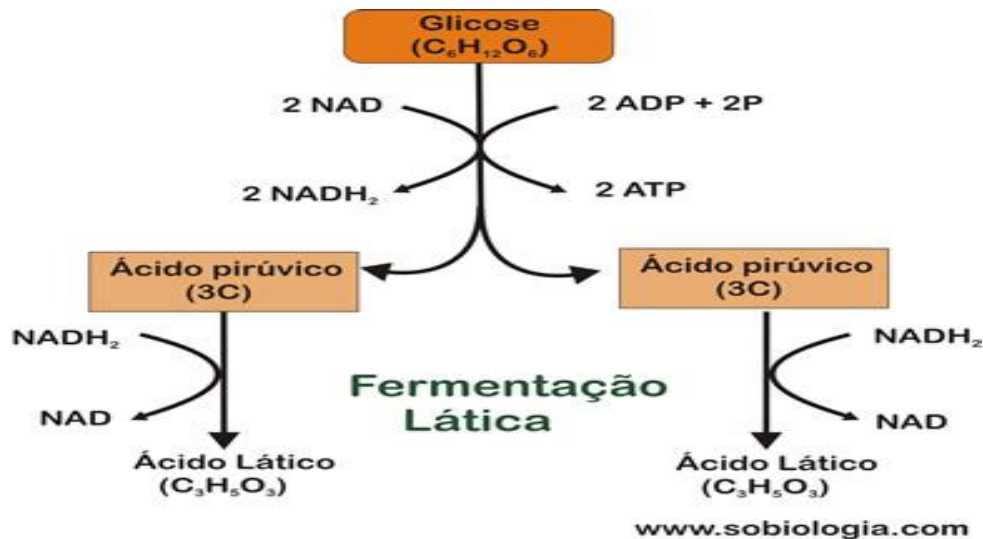 Glicose
(C₆H₁₂O₆)
2 NAD
2 ADP + 2P
2 NADH₂
2 ATP
Ácido pirúvico
(3C)
Ácido pirúvico
(3C)
NADH₂
NAD
NADH₂
NAD
Fermentação
Lática
Ácido Lático
(C₃H₅O₃)
Ácido Lático
(C₃H₅O₃)
www.sobiologia.com